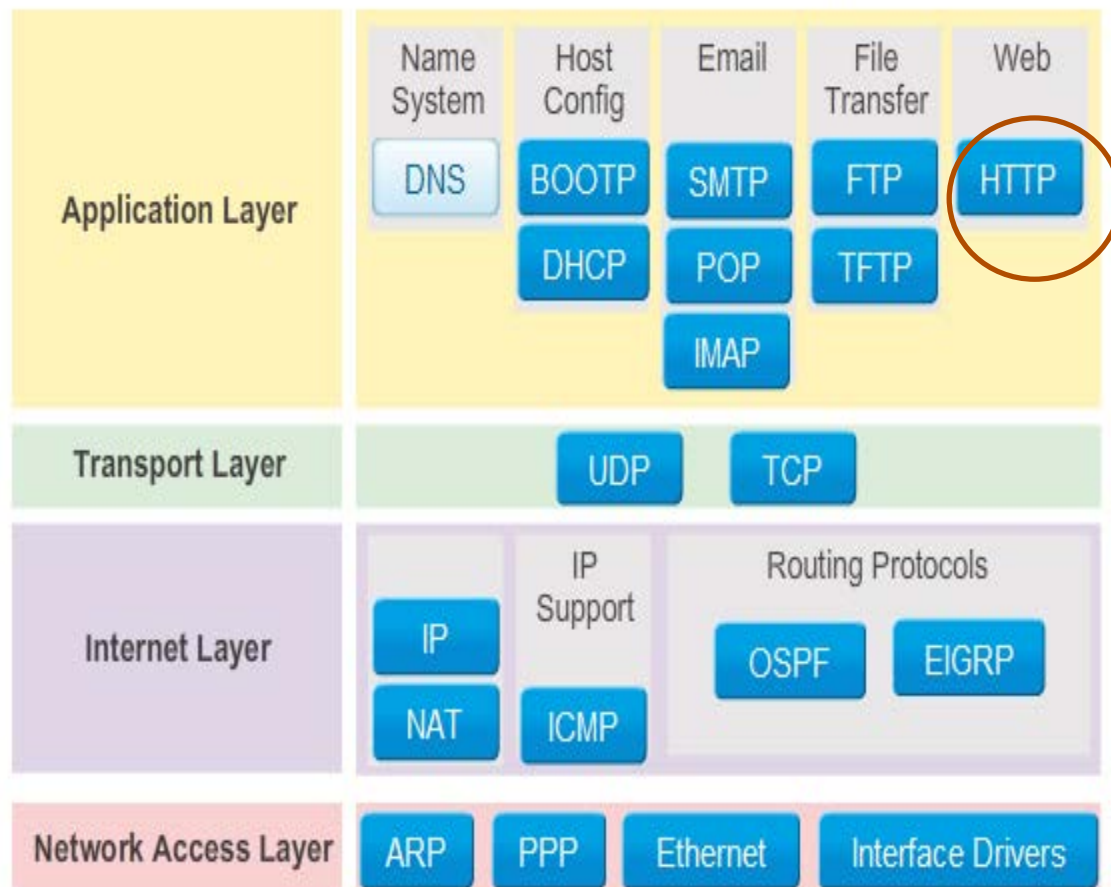 Application Layer
Name
System
DNS
Host
Config
BOOTP
DHCP
Email
SMTP
POP
IMAP
File
Transfer
FTP
TFTP
Web
HTTP
Transport Layer
UDP
TCP
Internet Layer
IP
NAT
IP
Support
ICMP
Routing Protocols
OSPF
EIGRP
Network Access Layer
ARP
PPP
Ethernet
Interface Drivers